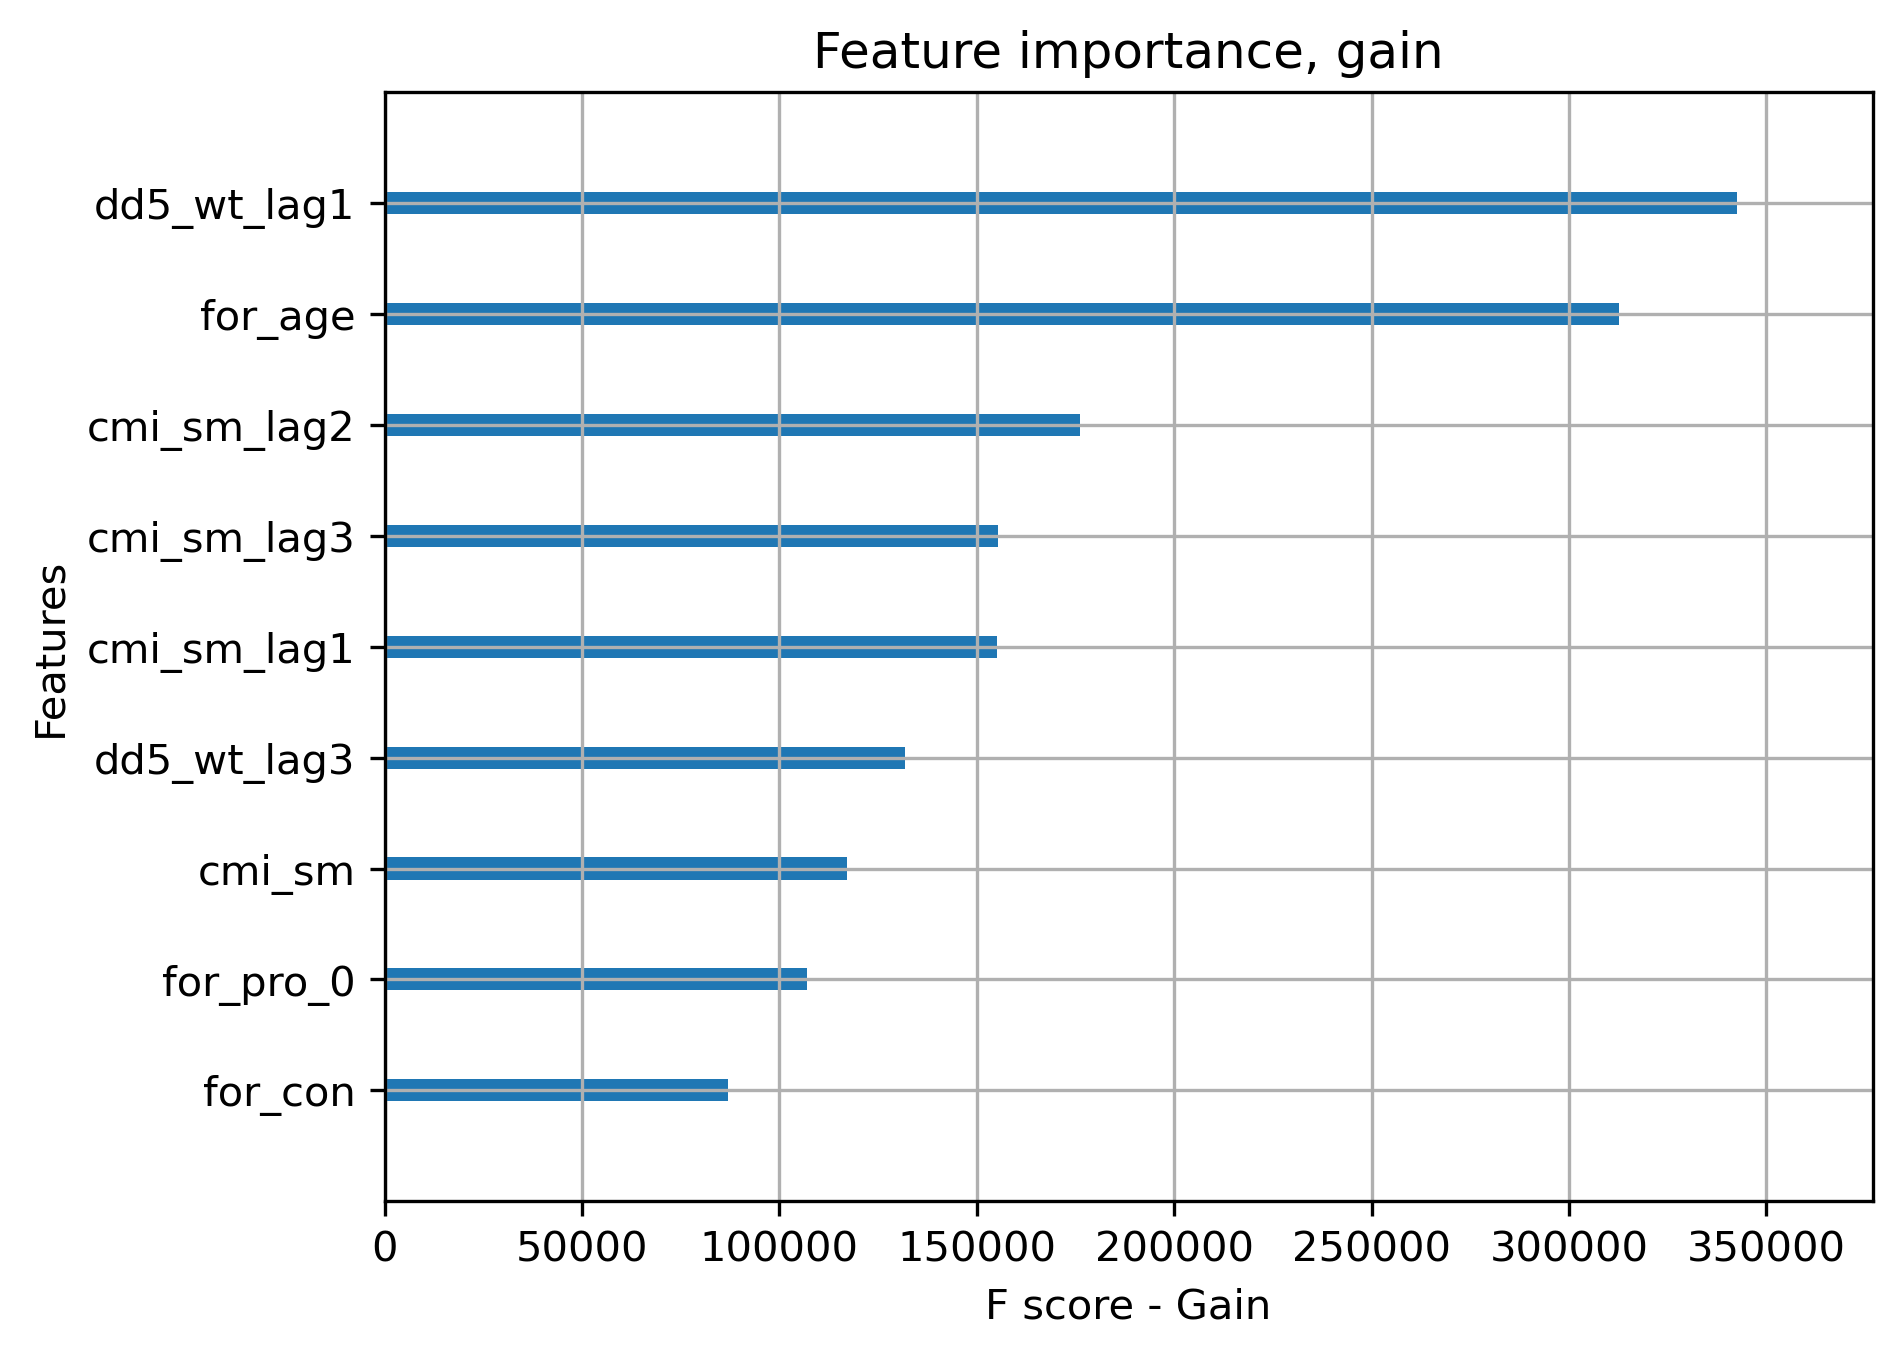 Feature importance, gain
dd5_wt_lag1
for_age
cmi_sm_lag2
cmi_sm_lag3
cmi_sm_lag1
dd5_wt_lag3
cmi_sm
for_pro_0
for_con
Features
0 50000 100000 150000 200000 250000 300000 350000
F score - Gain